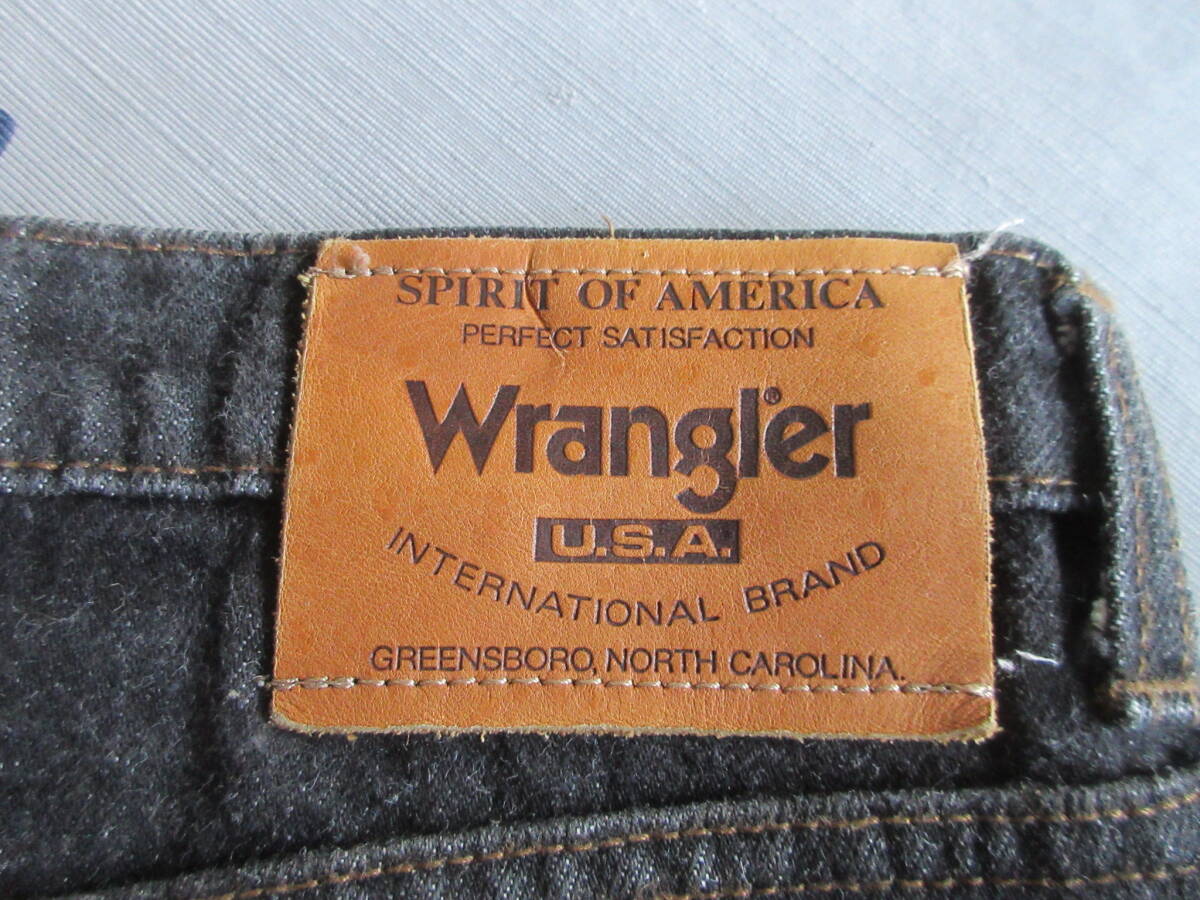 SPIRIT OF AMERICA
PERFECT SATISFACTION
Wrangler®
U.S.A.
INTERNATIONAL BRAND
GREENSBORO, NORTH CAROLINA.